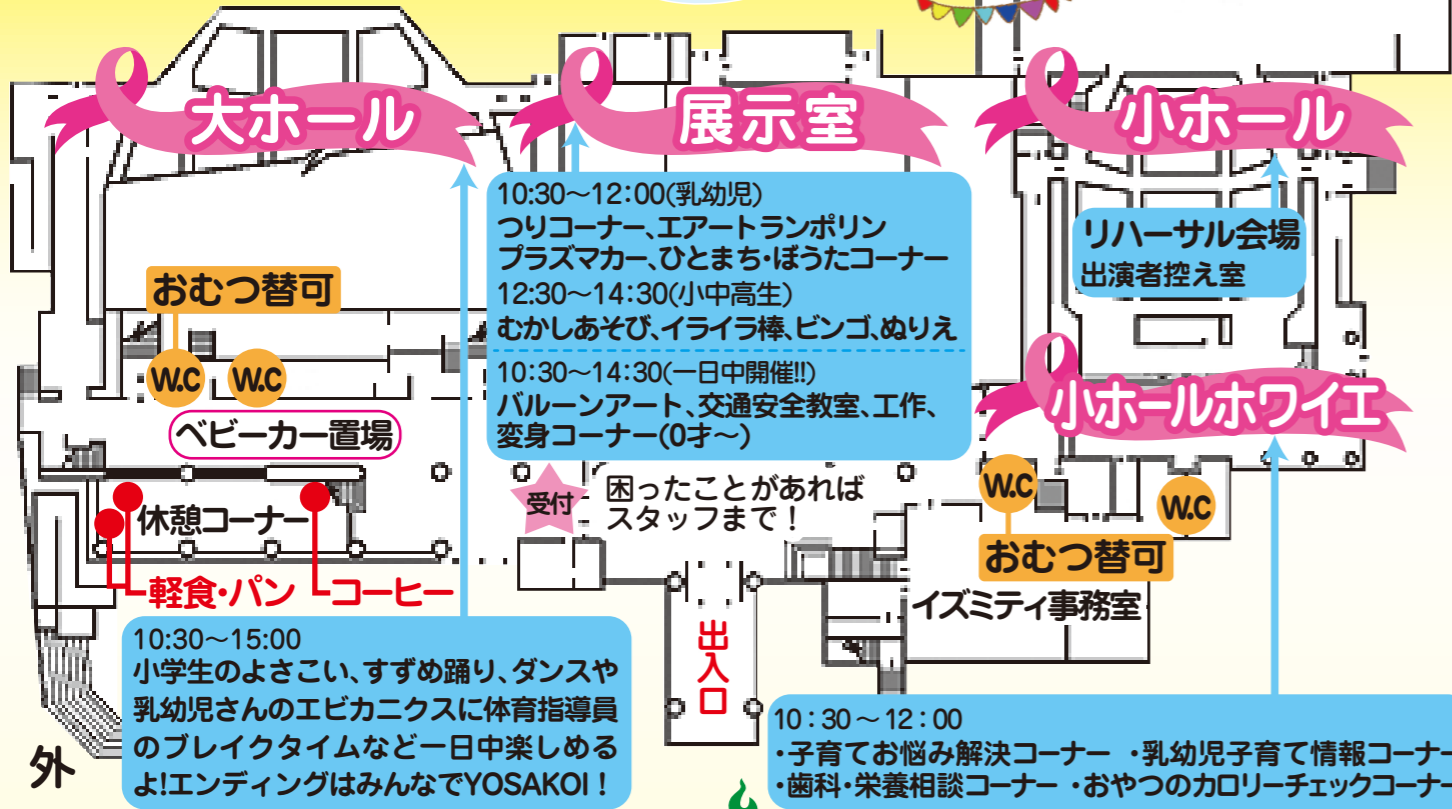 大ホール
展示室
小ホール
10:30～12:00(乳幼児)
つりコーナー、エアートランポリン
プラズマカー、ひとまち・ぼうたコーナー
12:30～14:30(小中高生)
むかしあそび、イライラ棒、ビンゴ、ぬりえ
10:30～14:30(一日中開催!!)
バルーンアート、交通安全教室、工作、
変身コーナー(0才～)
リハーサル会場
出演者控え室
おむつ替可
W.C
W.C
ベビーカー置場
小ホールホワイエ
受付
困ったことがあれば
スタッフまで！
W.C
W.C
おむつ替可
休憩コーナー
軽食・パン
コーヒー
イズミティ事務室
出入口
10:30～15:00
小学生のよさこい、すずめ踊り、ダンスや
乳幼児さんのエビカニクスに体育指導員
のブレイクタイムなど一日中楽しめる
よ!エンディングはみんなでYOSAKOI！
外
10：30～12：00
・子育てお悩み解決コーナー ・乳幼児子育て情報コーナー
・歯科・栄養相談コーナー ・おやつのカロリーチェックコーナー